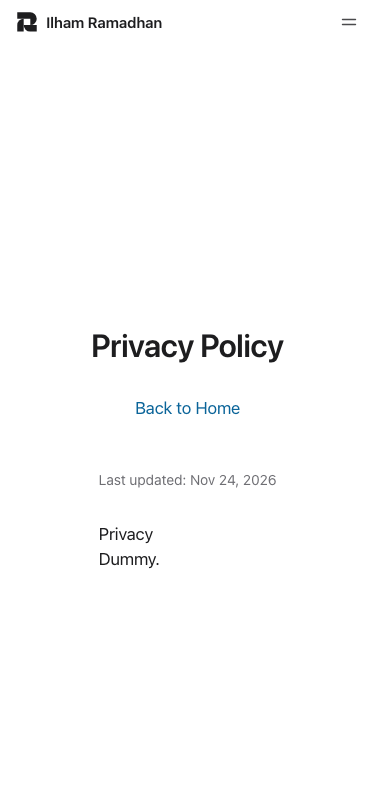 Ilham Ramadhan
Privacy Policy
Back to Home
Last updated: Nov 24, 2026
Privacy
Dummy.